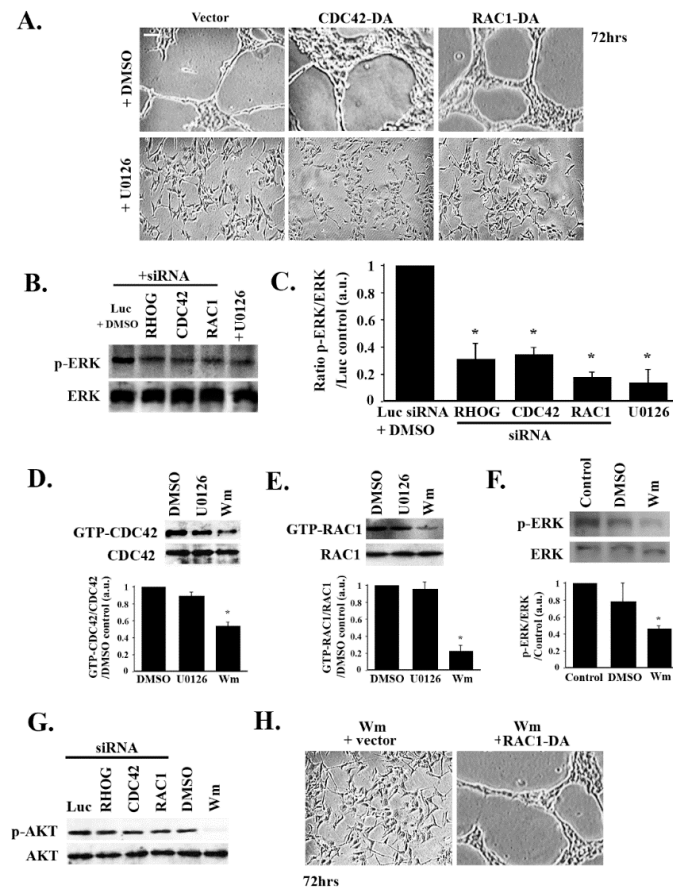 A.
Vector
CDC42-DA
RAC1-DA
72hrs
+ DMSO
+ U0126
B.
+siRNA
Luc + DMSO
RHOG
CDC42
RAC1
+U0126
p-ERK
ERK
C.
Ratio p-ERK/ERK
/Luc control (a.u.)
1
0.8
0.6
0.4
0.2
0
* * * *
Luc siRNA + DMSO
RHOG CDC42 RAC1 U0126
siRNA
D.
DMSO
U0126
Wm
GTP-CDC42
CDC42
GTP-CDC42/CDC42
/DMSO control (a.u.)
1
0.8
0.6
0.4
0.2
0
*
DMSO U0126 Wm
E.
DMSO
U0126
Wm
GTP-RAC1
RAC1
GTP-RAC1/RAC1
/DMSO control (a.u.)
1
0.8
0.6
0.4
0.2
0
*
DMSO U0126 Wm
F.
Control
DMSO
Wm
p-ERK
ERK
p-ERK/ERK
/Control (a.u.)
1
0.8
0.6
0.4
0.2
0
*
Control DMSO Wm
G.
siRNA
Luc
RHOG
CDC42
RAC1
DMSO
Wm
p-AKT
AKT
H.
Wm
+ vector
Wm
+RAC1-DA
72hrs